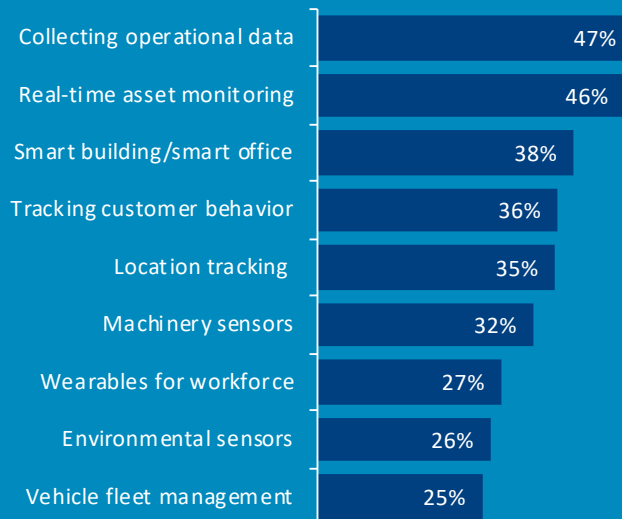 Collecting operational data 47%
Real-time asset monitoring 46%
Smart building/smart office 38%
Tracking customer behavior 36%
Location tracking 35%
Machinery sensors 32%
Wearables for workforce 27%
Environmental sensors 26%
Vehicle fleet management 25%